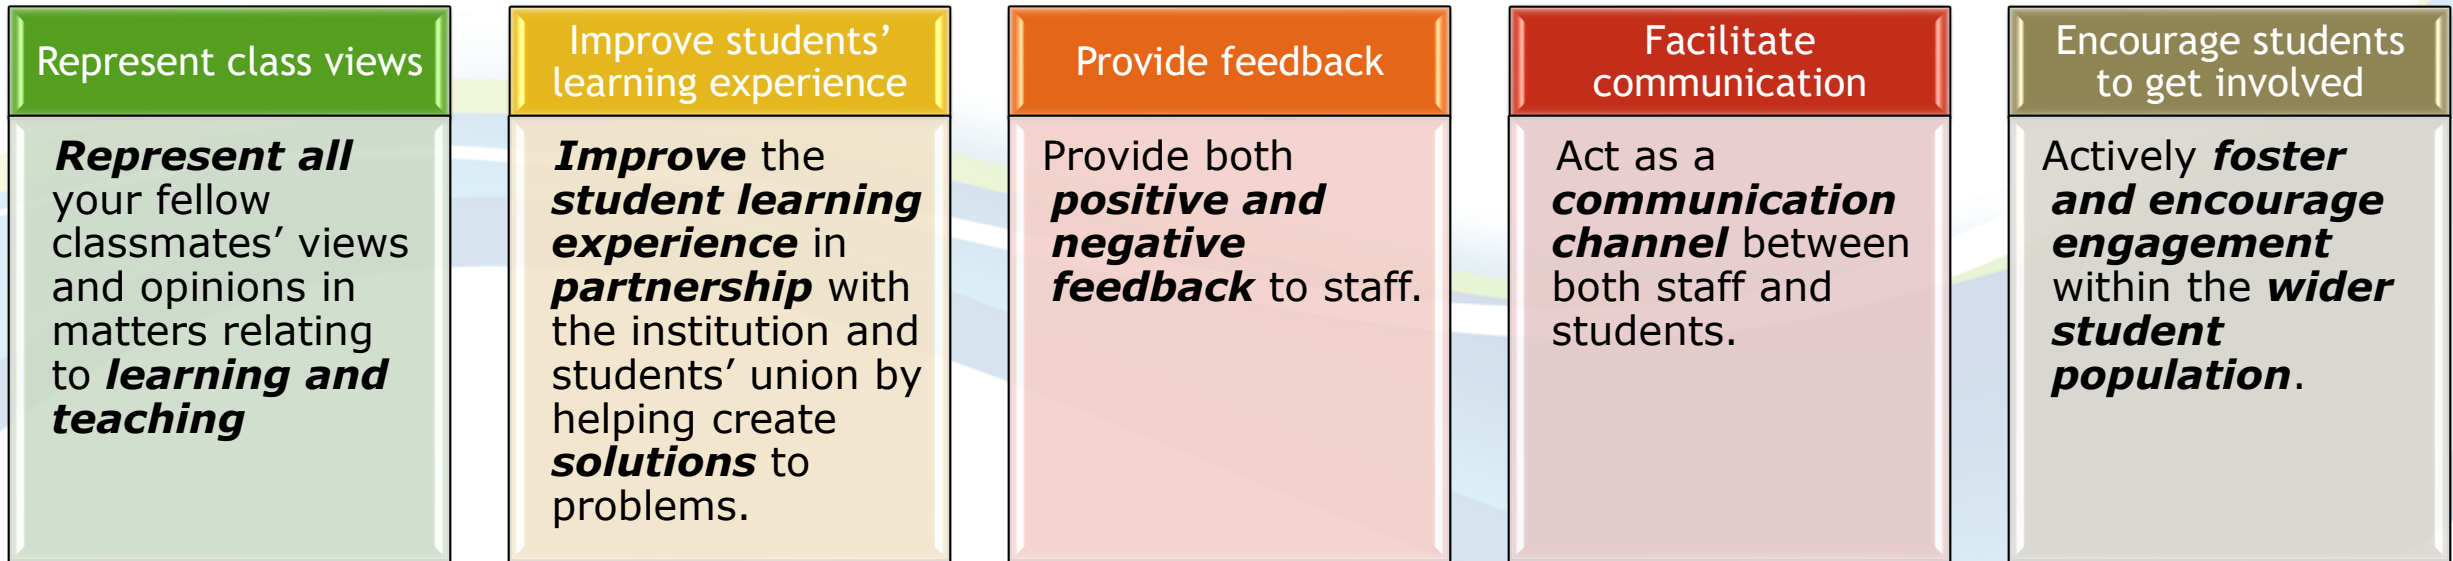 Represent class views
Represent all
your fellow
classmates’ views
and opinions in
matters relating
to learning and
teaching
Improve students’
learning experience
Improve the
student learning
experience in
partnership with
the institution and
students’ union by
helping create
solutions to
problems.
Provide feedback
Provide both
positive and
negative
feedback to staff.
Facilitate
communication
Act as a
communication
channel between
both staff and
students.
Encourage students
to get involved
Actively foster
and encourage
engagement
within the wider
student
population.